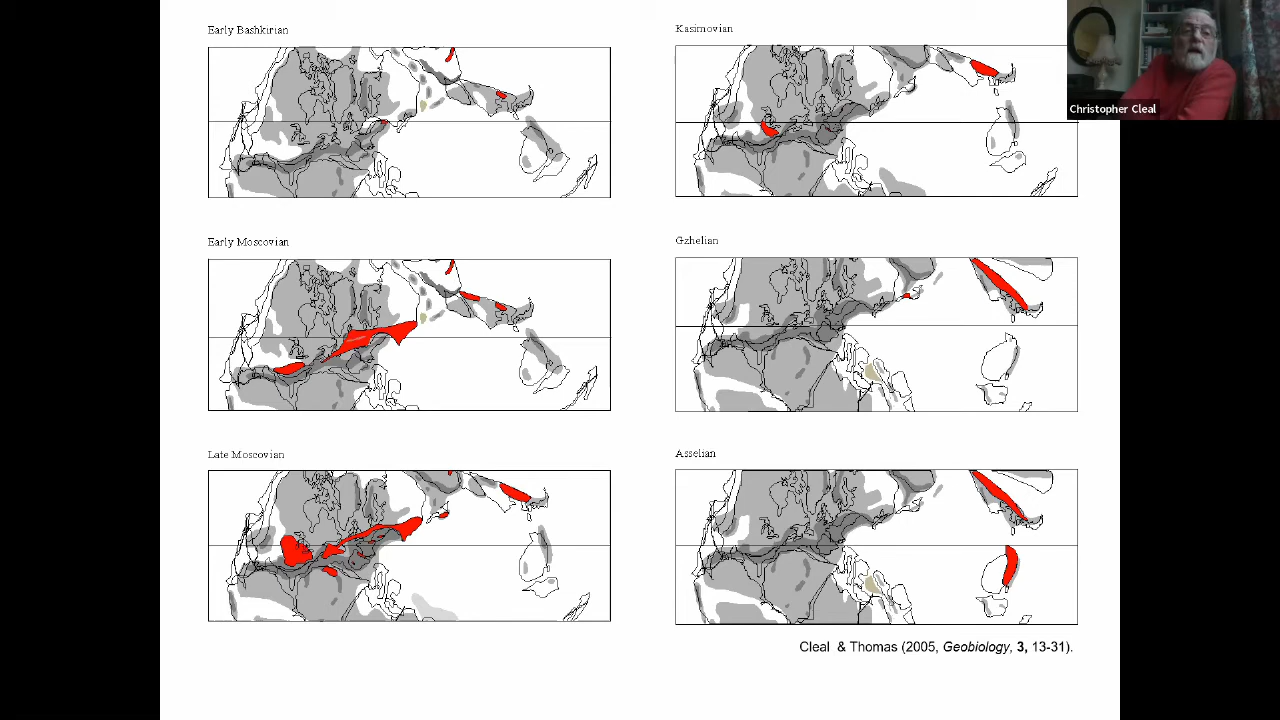 Early Bashkirian
Kasimovian
Christopher Cleal
Early Moscovian
Gzhelian
Late Moscovian
Asselian
Cleal & Thomas (2005, Geobiology, 3, 13-31).